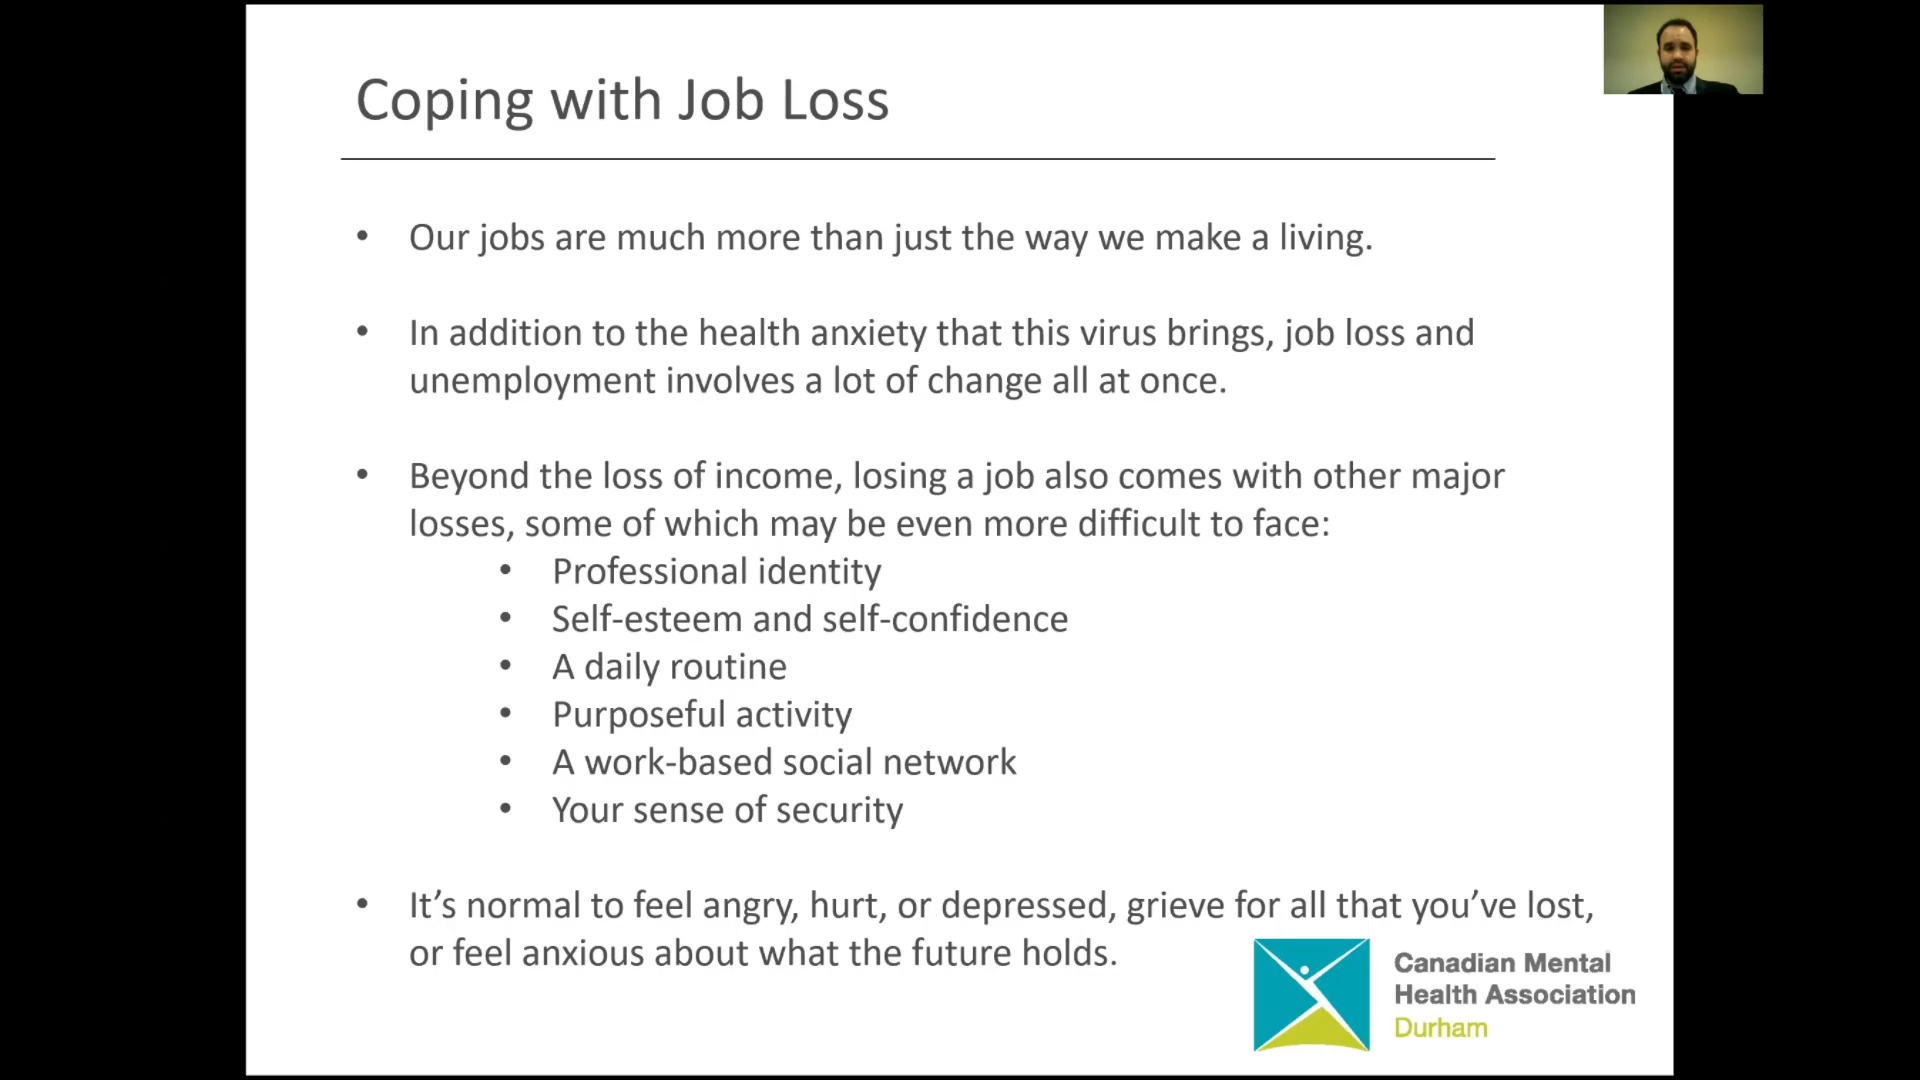 Coping with Job Loss
• Our jobs are much more than just the way we make a living.
• In addition to the health anxiety that this virus brings, job loss and
unemployment involves a lot of change all at once.
• Beyond the loss of income, losing a job also comes with other major
losses, some of which may be even more difficult to face:
• Professional identity
• Self-esteem and self-confidence
• A daily routine
• Purposeful activity
• A work-based social network
• Your sense of security
• It’s normal to feel angry, hurt, or depressed, grieve for all that you’ve lost,
or feel anxious about what the future holds.
Canadian Mental
Health Association
Durham